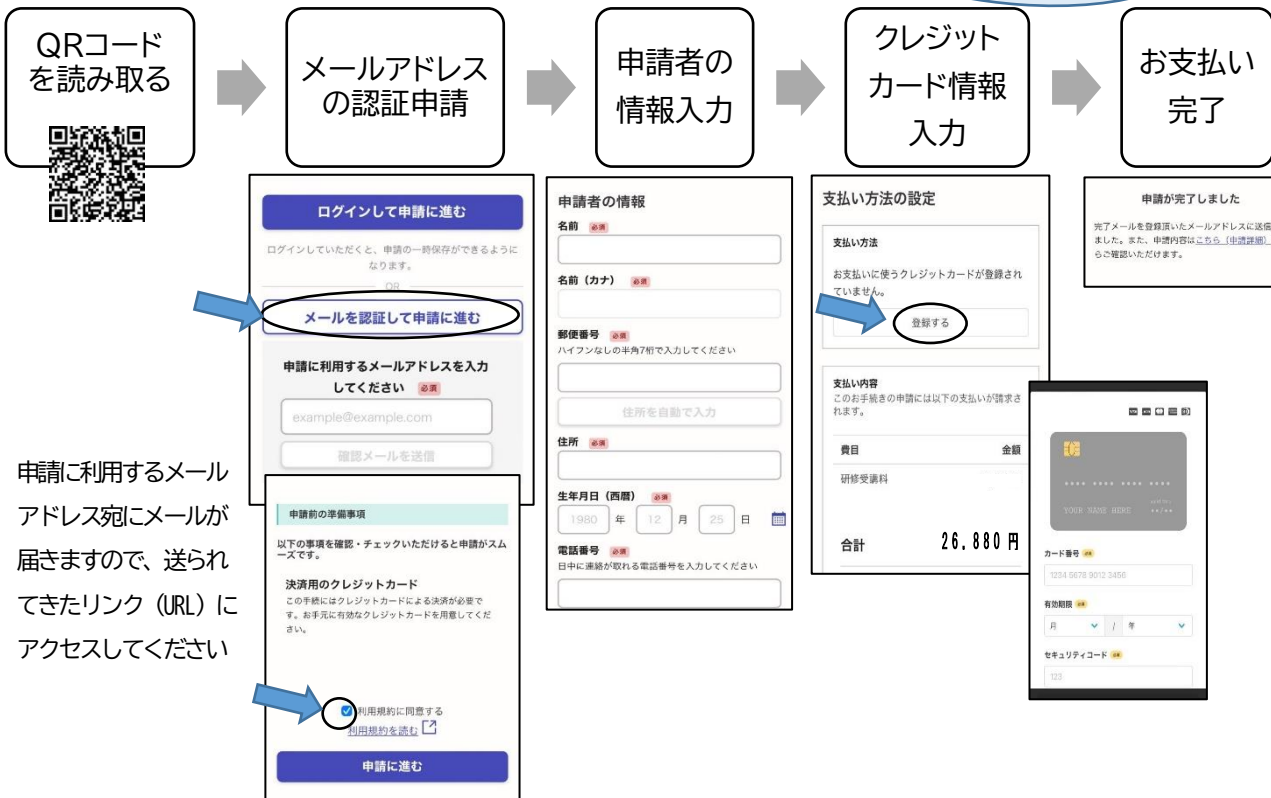 QRコード
を読み取る
メールアドレス
の認証申請
申請者の
情報入力
クレジット
カード情報
入力
お支払い
完了
ログインして申請に進む
ログインしていただくと、申請の一時保存ができるように
なります。
OR
メールを認証して申請に進む
申請に利用するメールアドレスを入力
してください 必須
example@example.com
確認メールを送信
申請に利用するメール
アドレス宛にメールが
届きますので、送られ
てきたリンク（URL）に
アクセスしてください
申請前の準備事項
以下の事項を確認・チェックいただけると申請がスム
ーズです。
決済用のクレジットカード
この手続にはクレジットカードによる決済が必要で
す。お手元に有効なクレジットカードを用意してくだ
さい。
利用規約に同意する
利用規約を読む
申請に進む
申請者の情報
名前 必須
名前（カナ） 必須
郵便番号 必須
ハイフンなしの半角7桁で入力してください
住所を自動で入力
住所 必須
生年月日（西暦） 必須
1980 年 12 月 25 日
電話番号 必須
日中に連絡が取れる電話番号を入力してください
支払い方法の設定
支払い方法
お支払いに使うクレジットカードが登録され
ていません。
登録する
支払い内容
このお手続きの申請には以下の支払いが請求さ
れます。
費目 金額
研修受講料
合計 26,880円
YOUR NAME HERE
カード番号 必須
1234 5678 9012 3456
有効期限 必須
月 / 年
セキュリティコード 必須
123
申請が完了しました
完了メールを登録頂いたメールアドレスに送信
ました。また、申請内容はこちら（申請詳細）
らご確認いただけます。